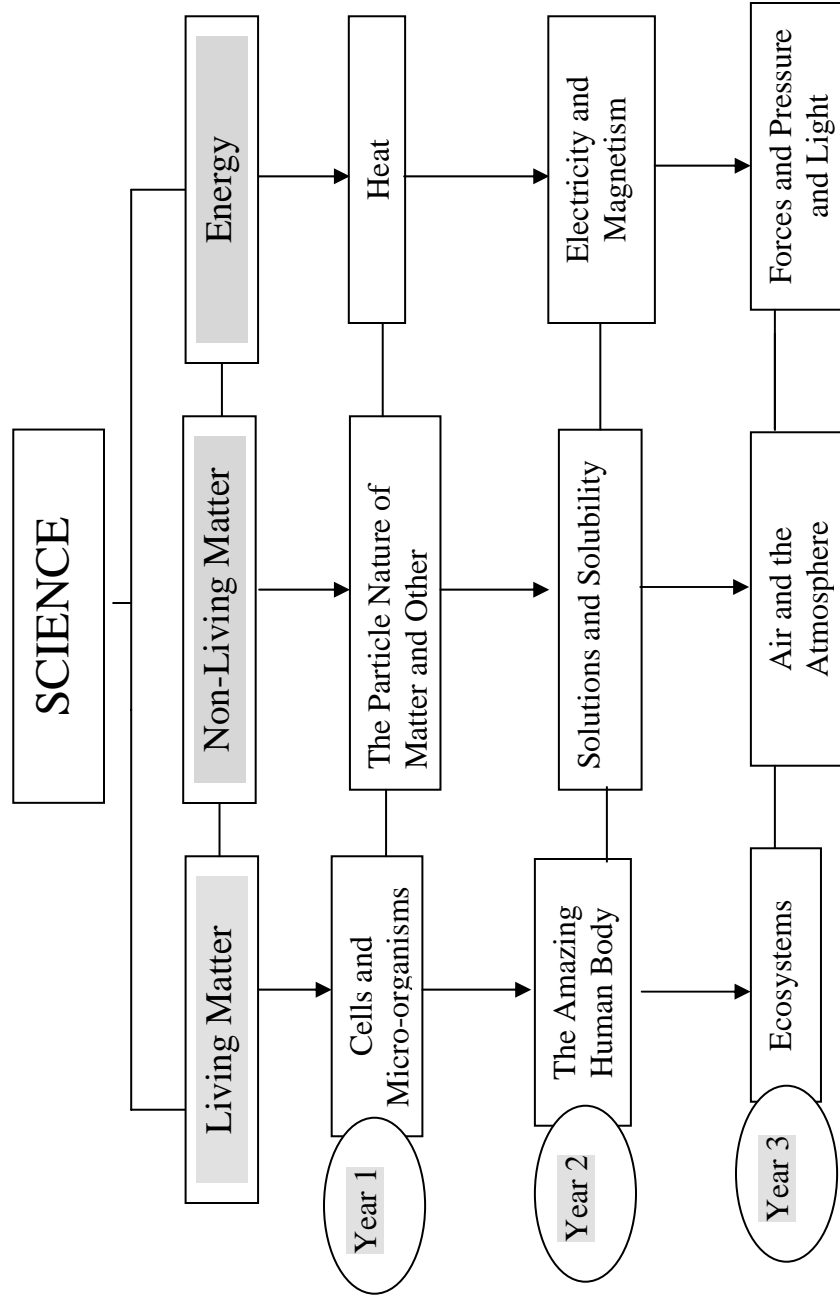 SCIENCE
Living Matter
Non-Living Matter
Energy
Year 1
Cells and
Micro-organisms
The Particle Nature of
Matter and Other
Heat
Year 2
The Amazing
Human Body
Solutions and Solubility
Electricity and
Magnetism
Year 3
Ecosystems
Air and the
Atmosphere
Forces and Pressure
and Light